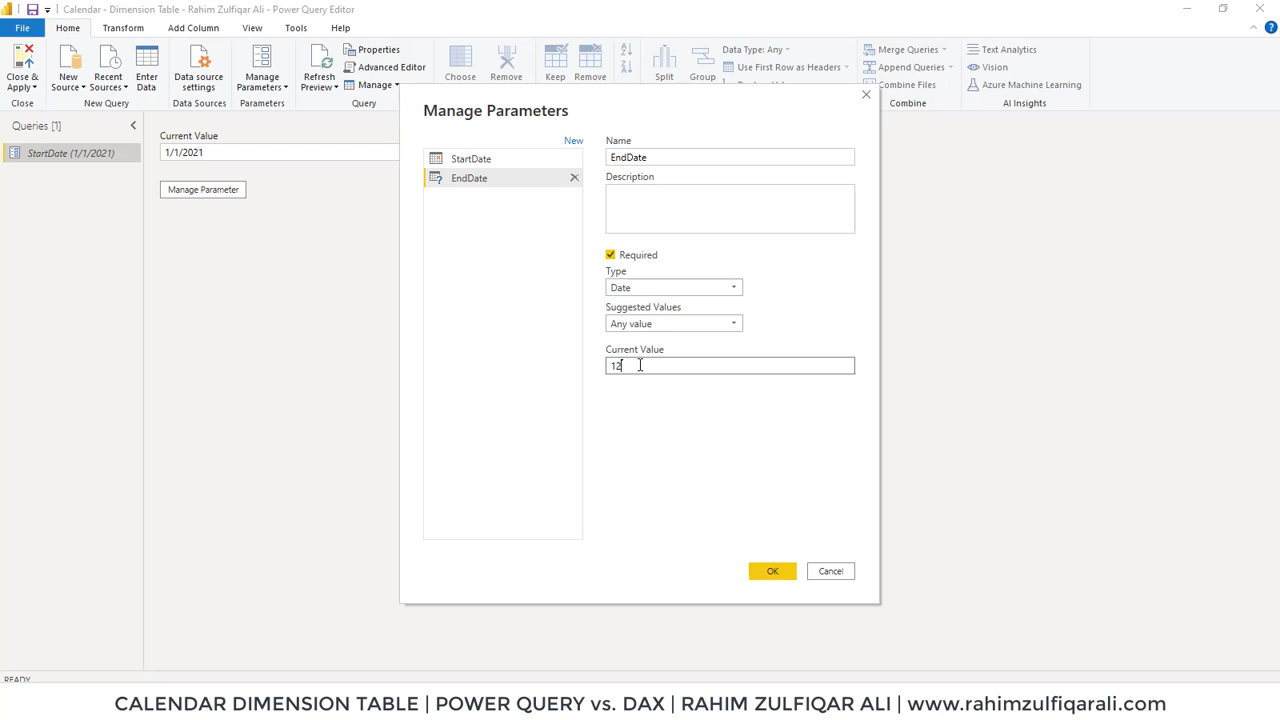 Calendar - Dimension Table - Rahim Zulfiqar Ali - Power Query Editor
File Home Transform Add Column View Tools Help
Close & Apply
New Source
Recent Sources
Enter Data
Data source settings
Manage Parameters
Refresh Preview
Properties
Advanced Editor
Manage
Choose
Remove
Keep
Remove
Split
Group
Data Type: Any
Use First Row as Headers
Merge Queries
Append Queries
Combine Files
Text Analytics
Vision
Azure Machine Learning
Close
New Query
Data Sources
Parameters
Query
Combine
AI Insights
Queries [1]
StartDate (1/1/2021)
Current Value
1/1/2021
Manage Parameter
Manage Parameters
New
StartDate
EndDate
Name
EndDate
Description
Required
Type
Date
Suggested Values
Any value
Current Value
12
OK
Cancel
READY
CALENDAR DIMENSION TABLE | POWER QUERY vs. DAX | RAHIM ZULFIQAR ALI | www.rahimzulfiqarali.com